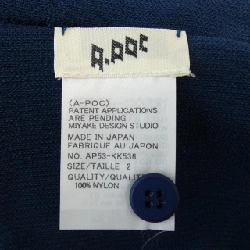 A-POC
(A-POC)
PATENT APPLICATIONS
ARE PENDING
MIYAKE DESIGN STUDIO
MADE IN JAPAN
FABRIQUE AU JAPON
NO. AP53-KK538
SIZE/TAILLE 2
QUALITY/QUALITY
100% NYLON